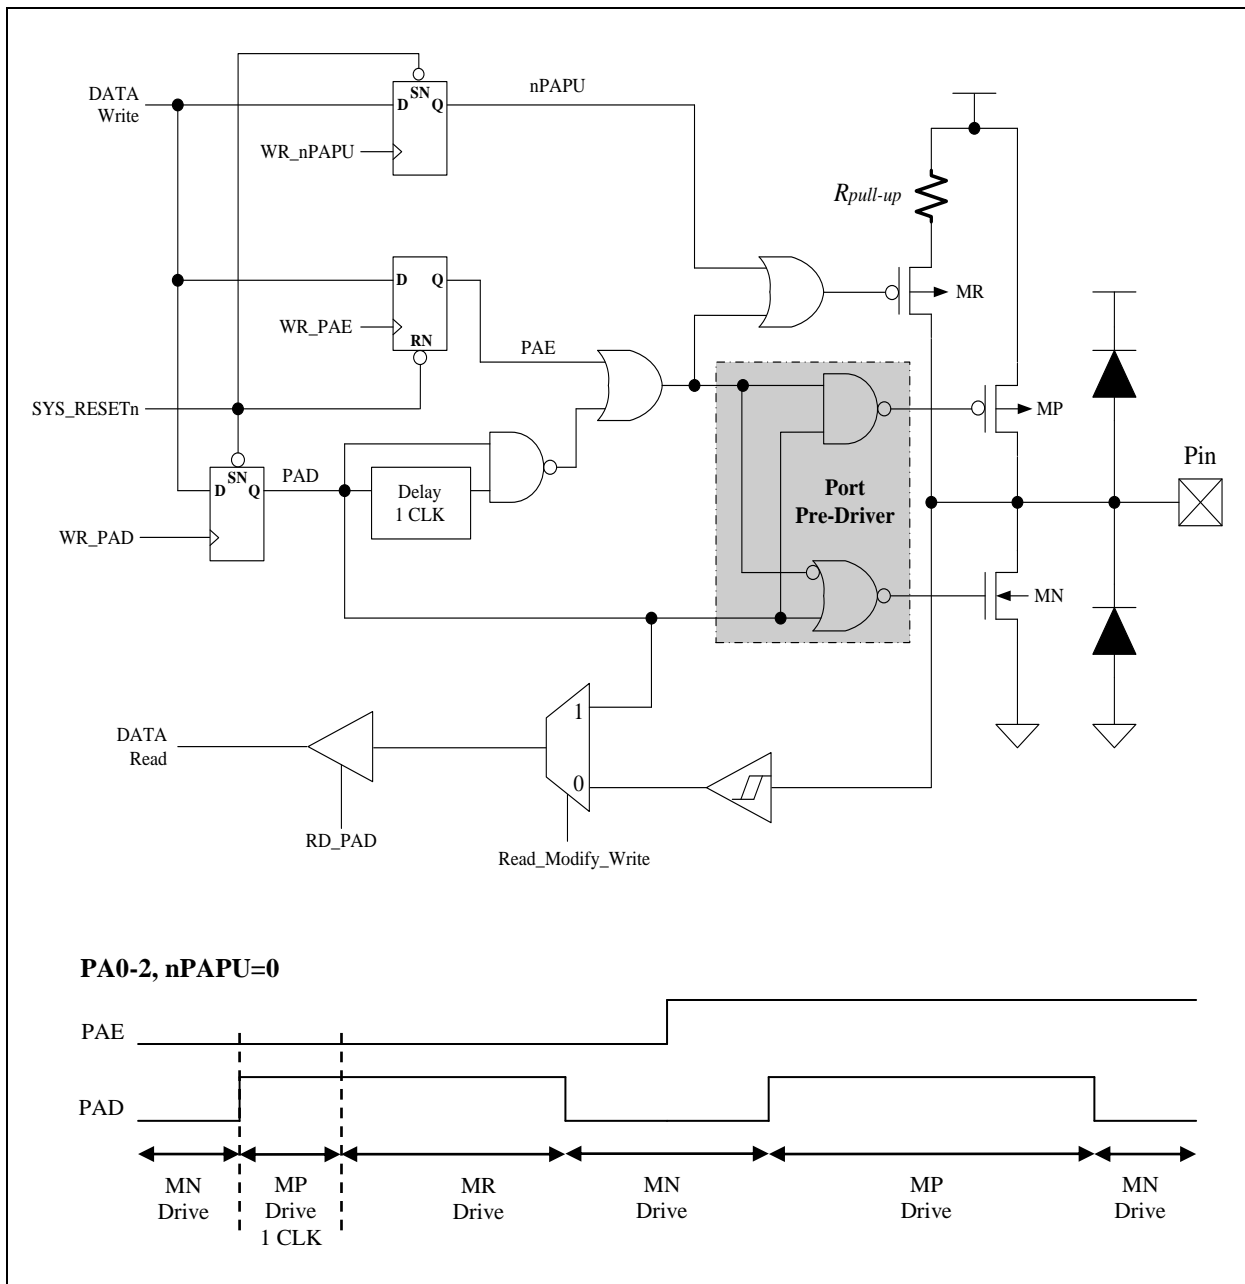 nPAPU
DATA
Write
SN
D
Q
WR_nPAPU
Rpull-up
D
Q
MR
WR_PAE
RN
PAE
SYS_RESETn
MP
PAD
SN
D
Q
Delay
1 CLK
Port
Pre-Driver
Pin
WR_PAD
MN
1
DATA
Read
0
RD_PAD
Read_Modify_Write
PA0-2, nPAPU=0
PAE
PAD
MN
Drive
MP
Drive
1 CLK
MR
Drive
MN
Drive
MP
Drive
MN
Drive